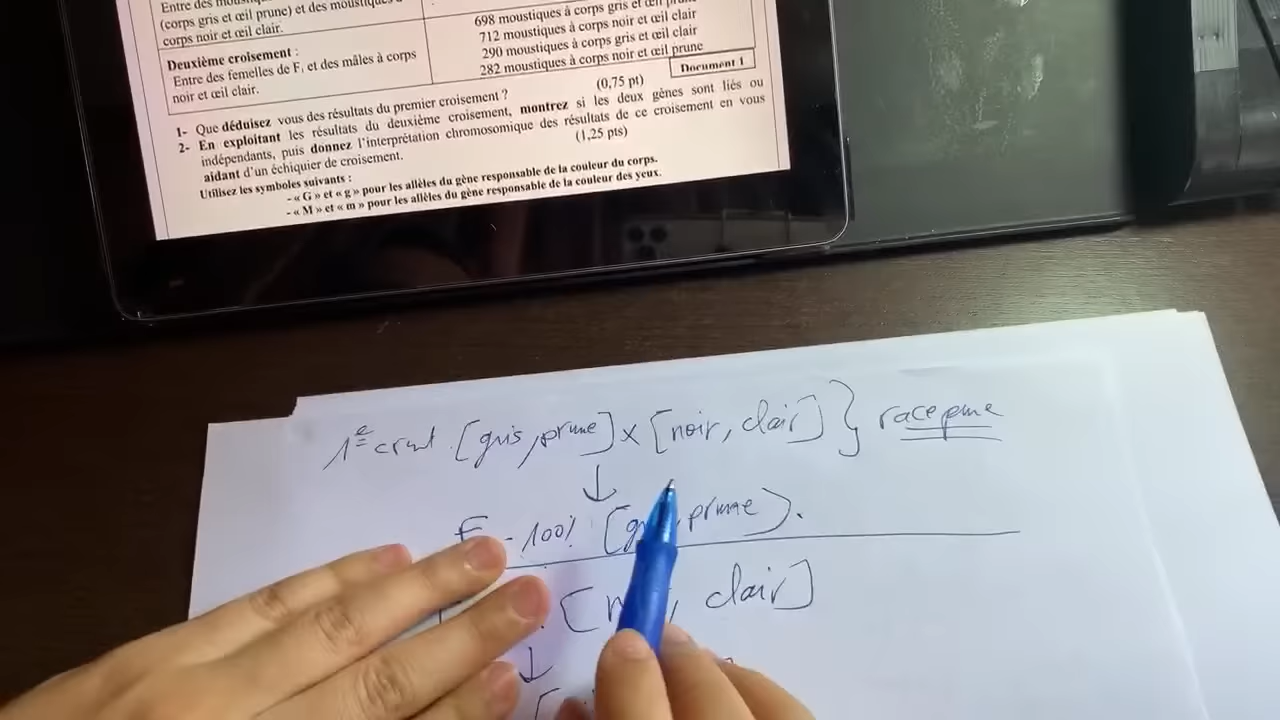 Entre des
(corps gris et œil prune) et des moustiques à
corps noir et œil clair.
698 moustiques à corps gris et œil prune
712 moustiques à corps noir et œil clair
290 moustiques à corps gris et œil clair
282 moustiques à corps noir et œil prune
Deuxième croisement :
Entre des femelles de F₁ et des mâles à corps
noir et œil clair.
Document 1
1- Que déduisez vous des résultats du premier croisement ? (0,75 pt)
2- En exploitant les résultats du deuxième croisement, montrez si les deux gènes sont liés ou
indépendants, puis donnez l'interprétation chromosomique des résultats de ce croisement en vous
aidant d'un échiquier de croisement. (1,25 pts)
Utilisez les symboles suivants :
- « G » et « g » pour les allèles du gène responsable de la couleur du corps.
- « M » et « m » pour les allèles du gène responsable de la couleur des yeux.
1e crmt [gris, prune] x [noir, clair] } race pure
↓
100% prune].
clair]
↓